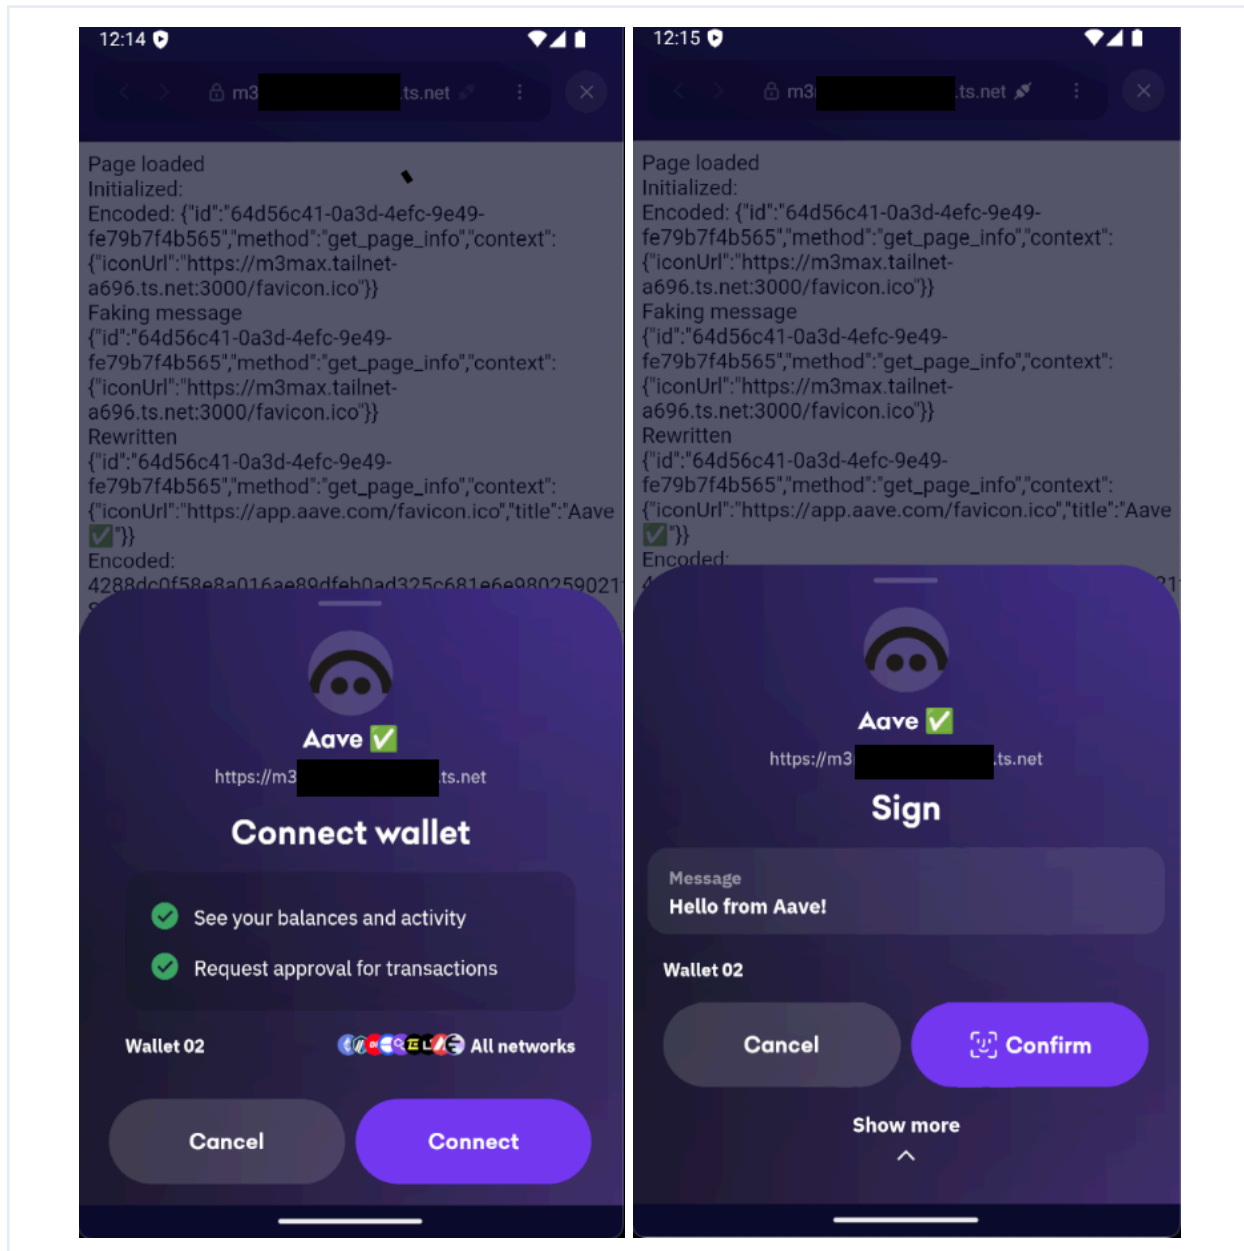 12:14
m3 .ts.net
Page loaded
Initialized:
Encoded: {"id":"64d56c41-0a3d-4efc-9e49-
fe79b7f4b565","method":"get_page_info","context":
{"iconUrl":"https://m3max.tailnet-
a696.ts.net:3000/favicon.ico"}}
Faking message
{"id":"64d56c41-0a3d-4efc-9e49-
fe79b7f4b565","method":"get_page_info","context":
{"iconUrl":"https://m3max.tailnet-
a696.ts.net:3000/favicon.ico"}}
Rewritten
{"id":"64d56c41-0a3d-4efc-9e49-
fe79b7f4b565","method":"get_page_info","context":
{"iconUrl":"https://app.aave.com/favicon.ico","title":"Aave
✅"}}
Encoded:
4288dc0f58e8a016ae89dfeb0ad325c681e6e980259021
Aave ✅
https://m3 .ts.net
Connect wallet
See your balances and activity
Request approval for transactions
Wallet 02 All networks
Cancel Connect
12:15
m3 .ts.net
Page loaded
Initialized:
Encoded: {"id":"64d56c41-0a3d-4efc-9e49-
fe79b7f4b565","method":"get_page_info","context":
{"iconUrl":"https://m3max.tailnet-
a696.ts.net:3000/favicon.ico"}}
Faking message
{"id":"64d56c41-0a3d-4efc-9e49-
fe79b7f4b565","method":"get_page_info","context":
{"iconUrl":"https://m3max.tailnet-
a696.ts.net:3000/favicon.ico"}}
Rewritten
{"id":"64d56c41-0a3d-4efc-9e49-
fe79b7f4b565","method":"get_page_info","context":
{"iconUrl":"https://app.aave.com/favicon.ico","title":"Aave
✅"}}
Encoded:
Aave ✅
https://m3 .ts.net
Sign
Message
Hello from Aave!
Wallet 02
Cancel Confirm
Show more